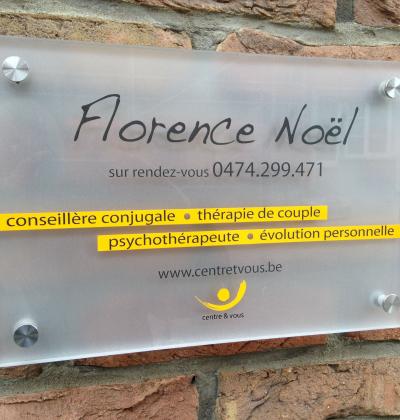 Florence Noël
sur rendez-vous 0474.299.471
conseillère conjugale • thérapie de couple
psychothérapeute • évolution personnelle
www.centretvous.be
centre & vous